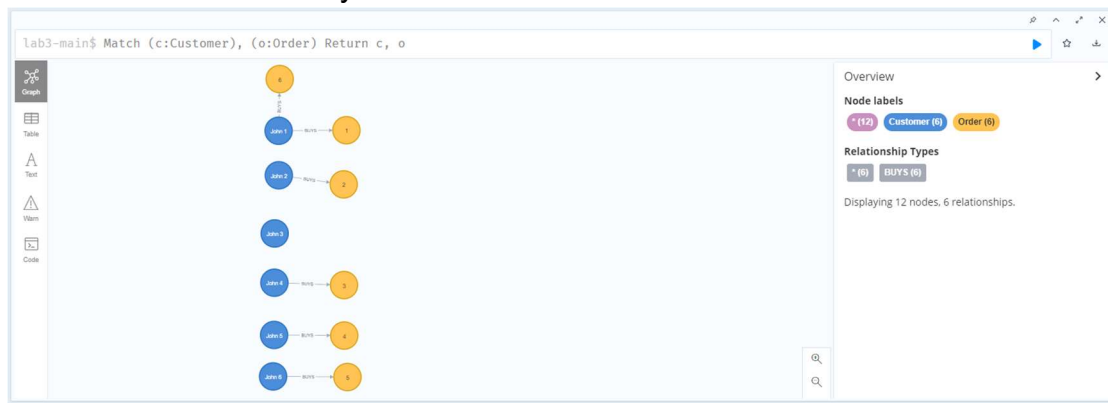 lab3-main$ Match (c:Customer), (o:Order) Return c, o
Graph
Table
Text
Warn
Code
6
BUYS
John 1 BUYS 1
John 2 BUYS 2
John 3
John 4 BUYS 3
John 5 BUYS 4
John 6 BUYS 5
Overview
Node labels
* (12) Customer (6) Order (6)
Relationship Types
* (6) BUYS (6)
Displaying 12 nodes, 6 relationships.